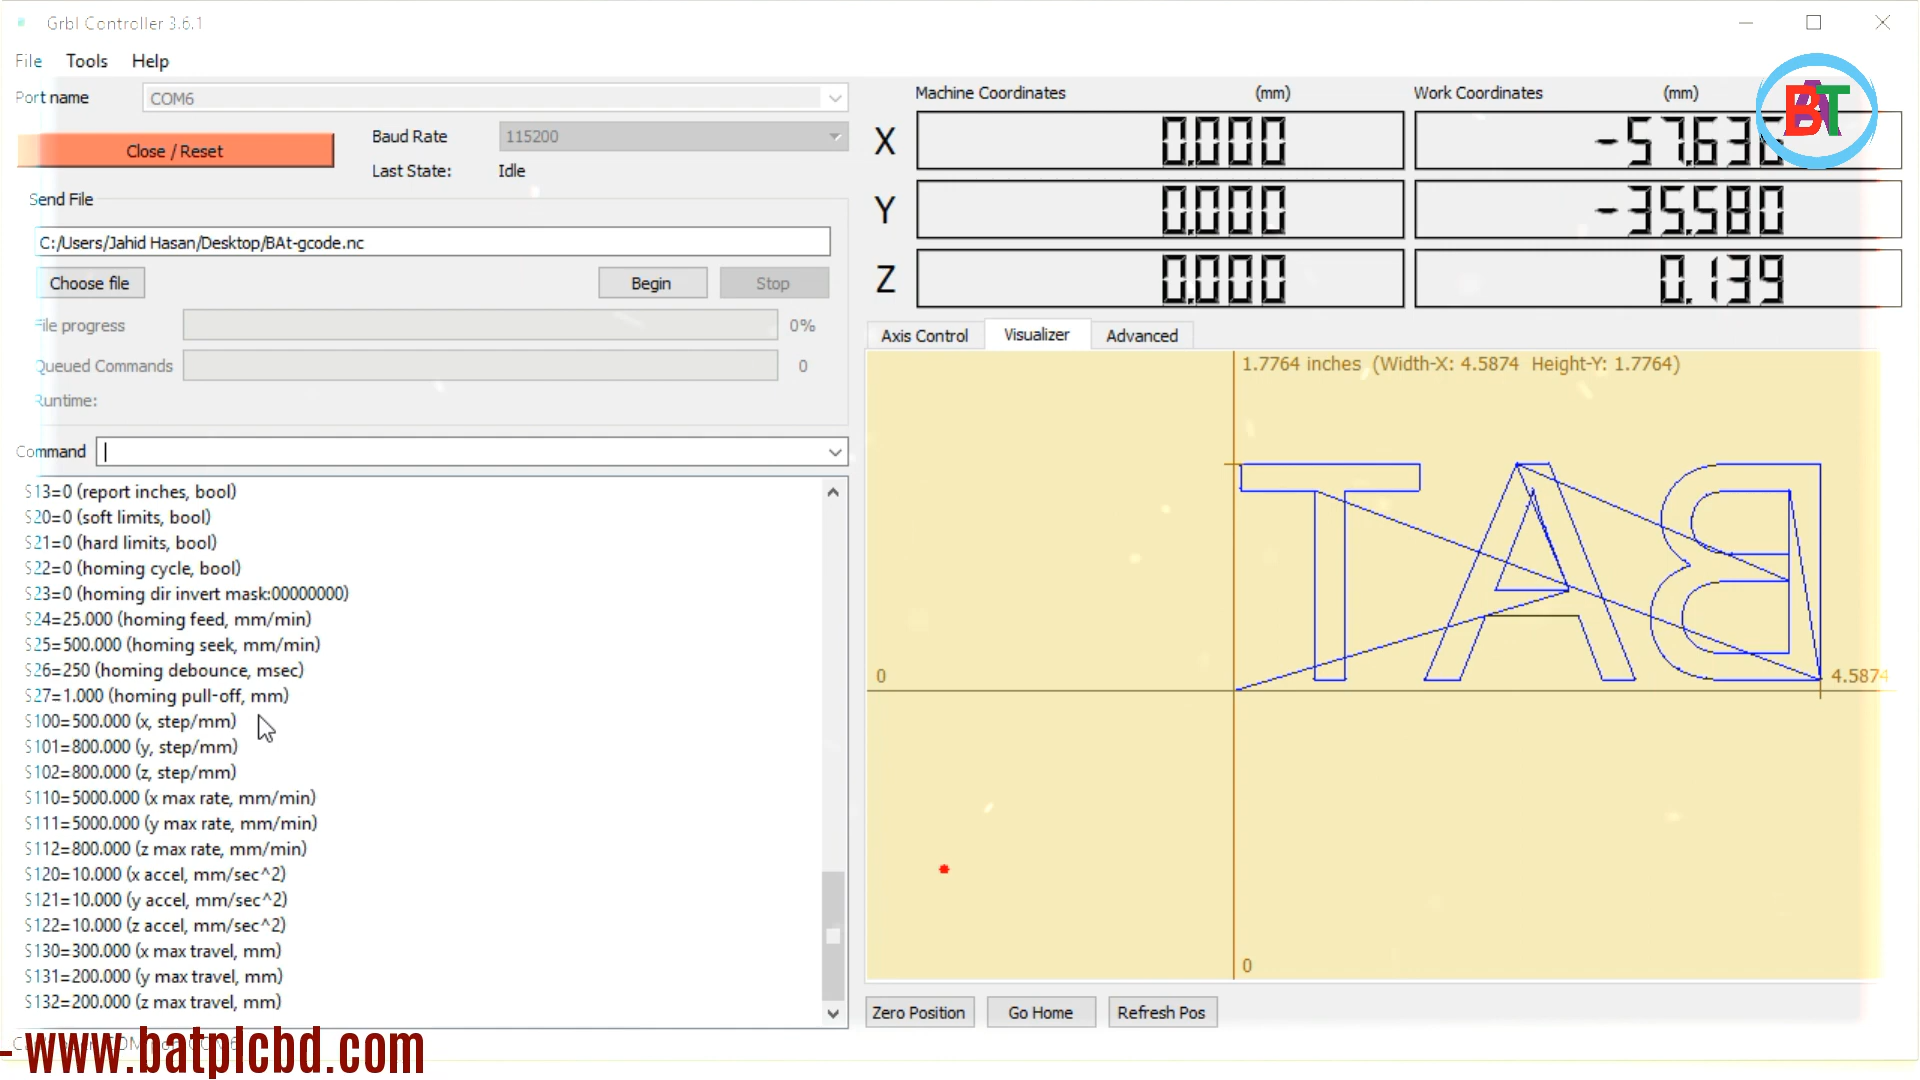 Grbl Controller 3.6.1
File Tools Help
Port name COM6
Close / Reset
Baud Rate 115200
Last State: Idle
Send File
C:/Users/Jahid Hasan/Desktop/BAt-gcode.nc
Choose file Begin Stop
File progress 0%
Queued Commands 0
Runtime:
Command
$13=0 (report inches, bool)
$20=0 (soft limits, bool)
$21=0 (hard limits, bool)
$22=0 (homing cycle, bool)
$23=0 (homing dir invert mask:00000000)
$24=25.000 (homing feed, mm/min)
$25=500.000 (homing seek, mm/min)
$26=250 (homing debounce, msec)
$27=1.000 (homing pull-off, mm)
$100=500.000 (x, step/mm)
$101=800.000 (y, step/mm)
$102=800.000 (z, step/mm)
$110=5000.000 (x max rate, mm/min)
$111=5000.000 (y max rate, mm/min)
$112=800.000 (z max rate, mm/min)
$120=10.000 (x accel, mm/sec^2)
$121=10.000 (y accel, mm/sec^2)
$122=10.000 (z accel, mm/sec^2)
$130=300.000 (x max travel, mm)
$131=200.000 (y max travel, mm)
$132=200.000 (z max travel, mm)
Machine Coordinates (mm) Work Coordinates (mm)
BAT
X 0.000 -57.636
Y 0.000 -35.580
Z 0.000 0.139
Axis Control Visualizer Advanced
1.7764 inches (Width-X: 4.5874 Height-Y: 1.7764)
BAT
0 4.5874
0
Zero Position Go Home Refresh Pos
- www.batplcbd.com